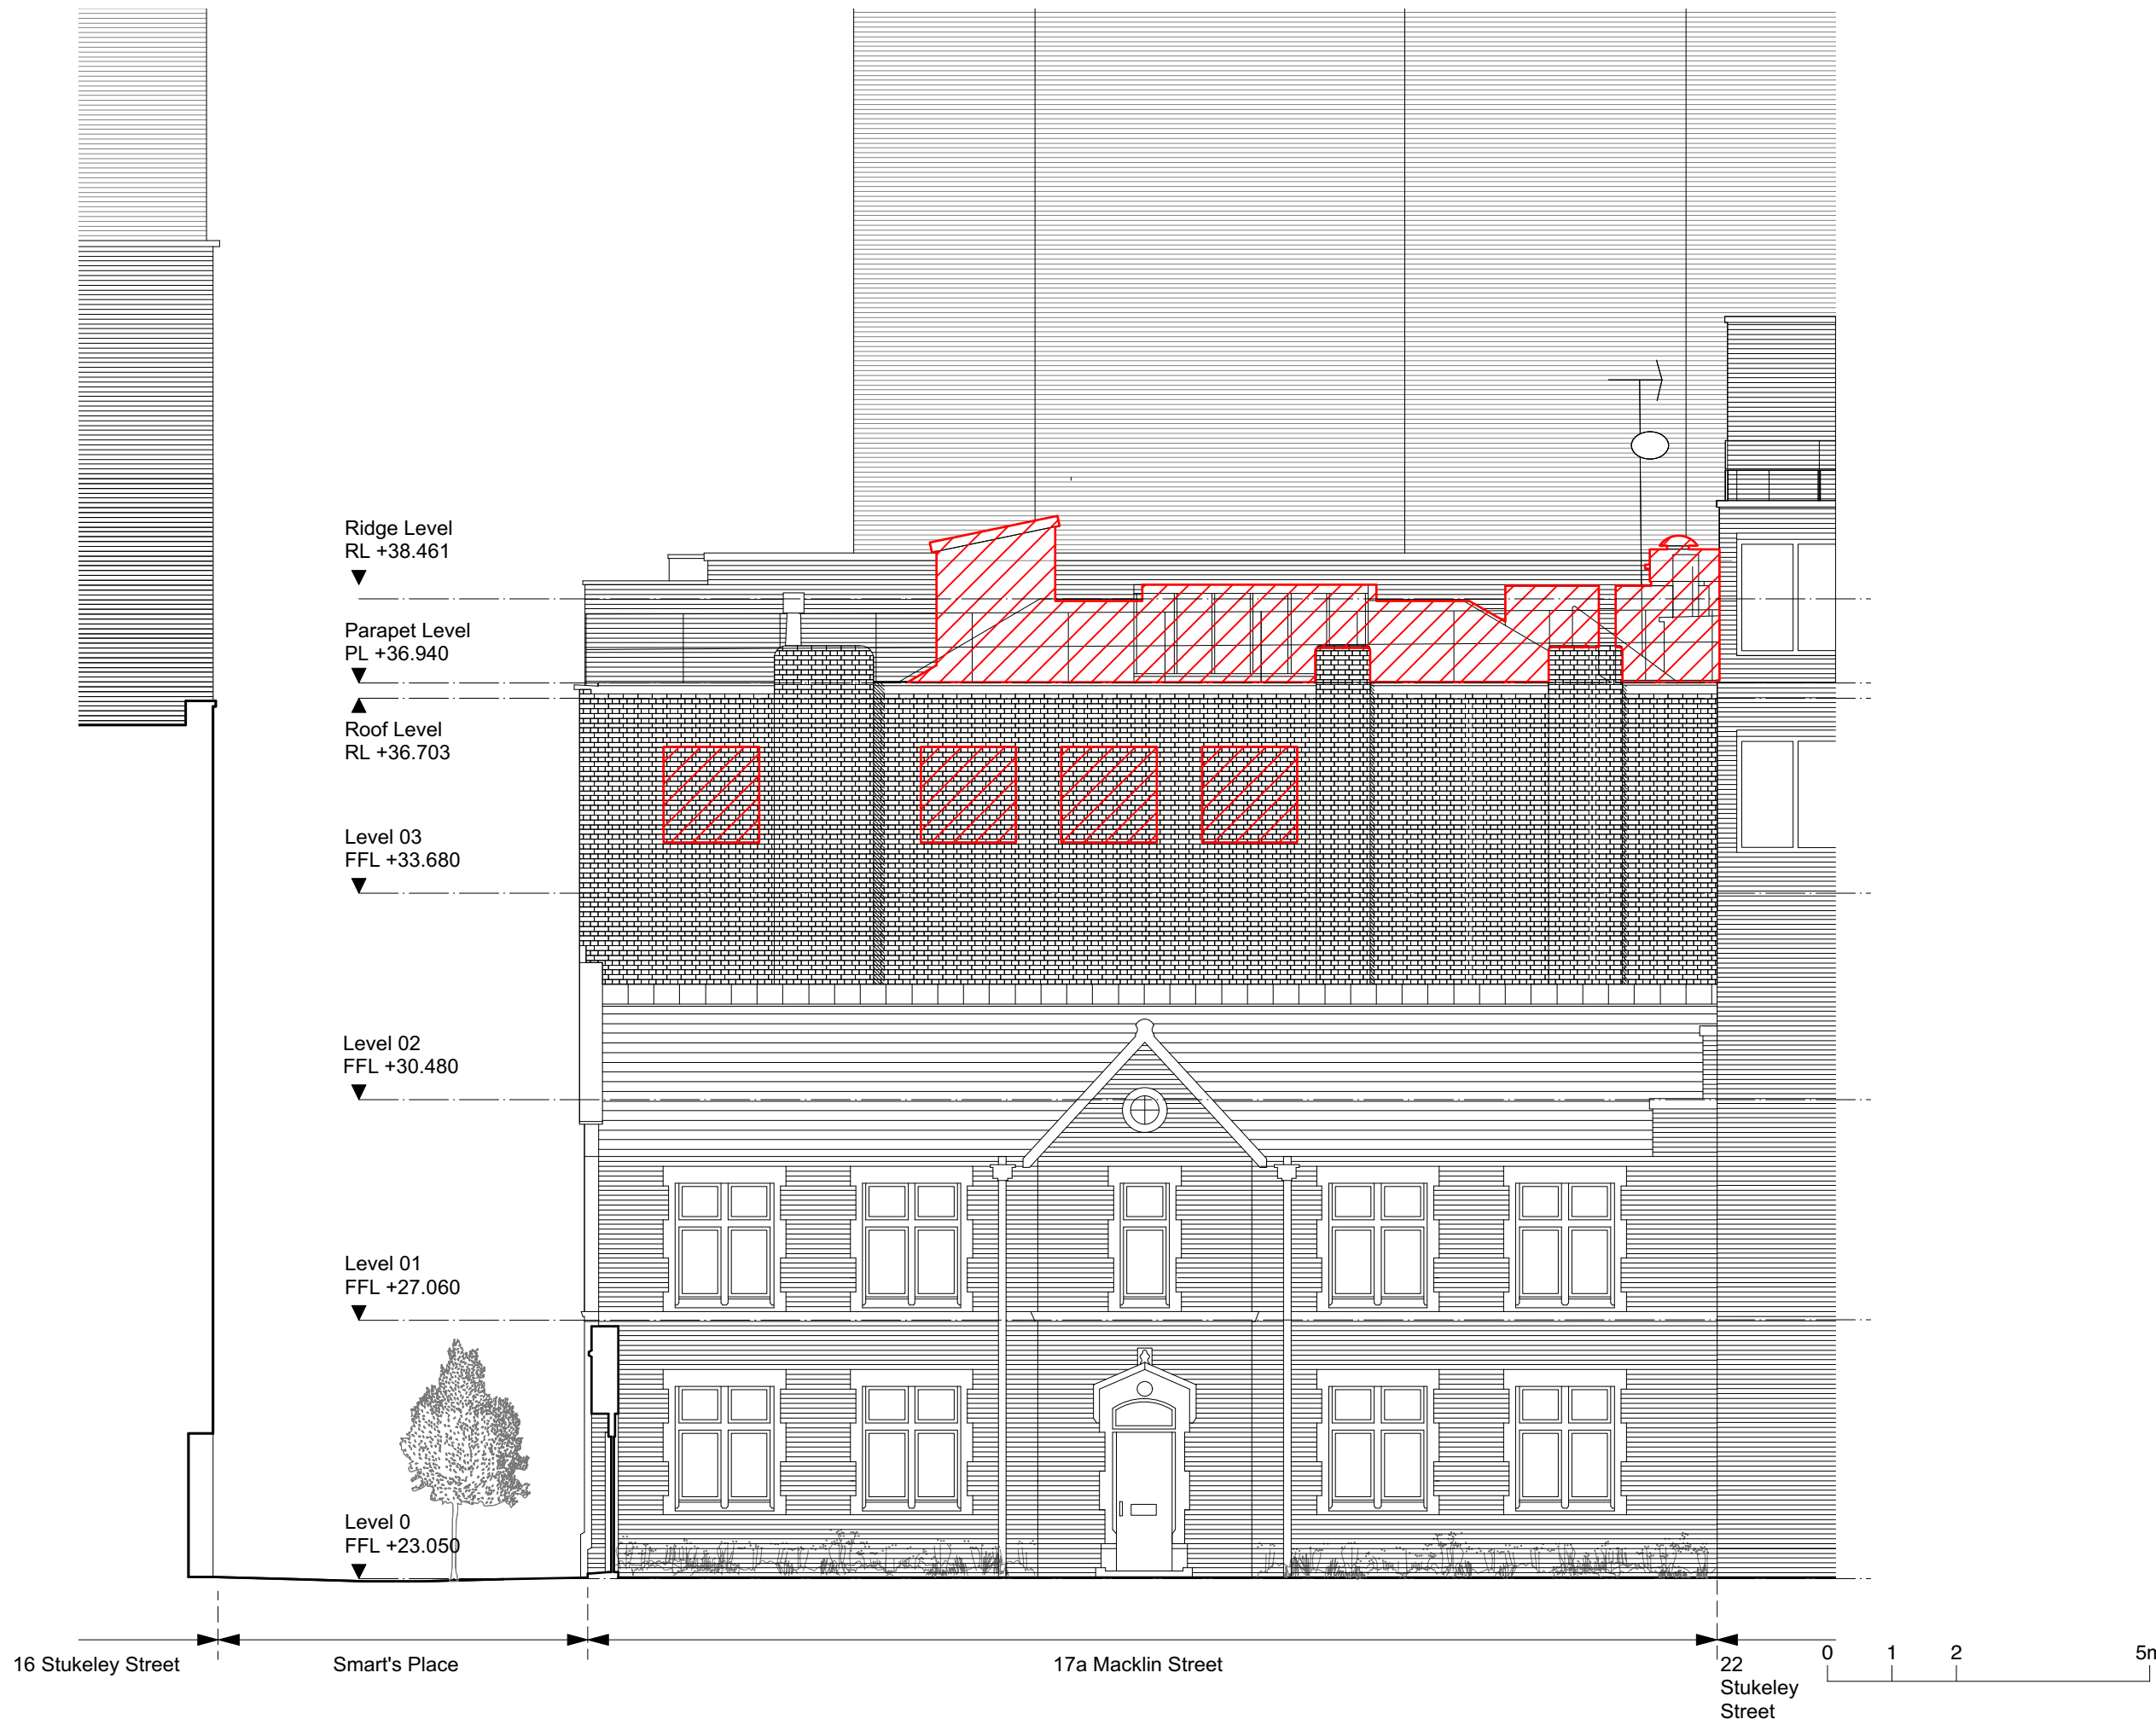 Ridge Level
RL +38.461
Parapet Level
PL +36.940
Roof Level
RL +36.703
Level 03
FFL +33.680
Level 02
FFL +30.480
Level 01
FFL +27.060
Level 0
FFL +23.050
16 Stukeley Street
Smart's Place
17a Macklin Street
22
Stukeley
Street
0 1 2 5m